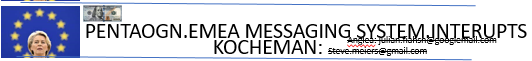 PENTAOGN.EMEA MESSAGING SYSTEM.INTERUPTS
KOCHEMAN:
Steve.meiers@gmail.com